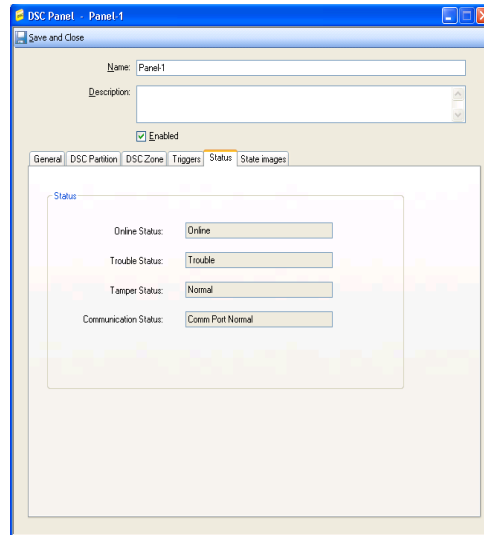 DSC Panel - Panel-1
Save and Close
Name: Panel-1
Description:
Enabled
General DSC Partition DSC Zone Triggers Status State images
Status
Online Status: Online
Trouble Status: Trouble
Tamper Status: Normal
Communication Status: Comm Port Normal